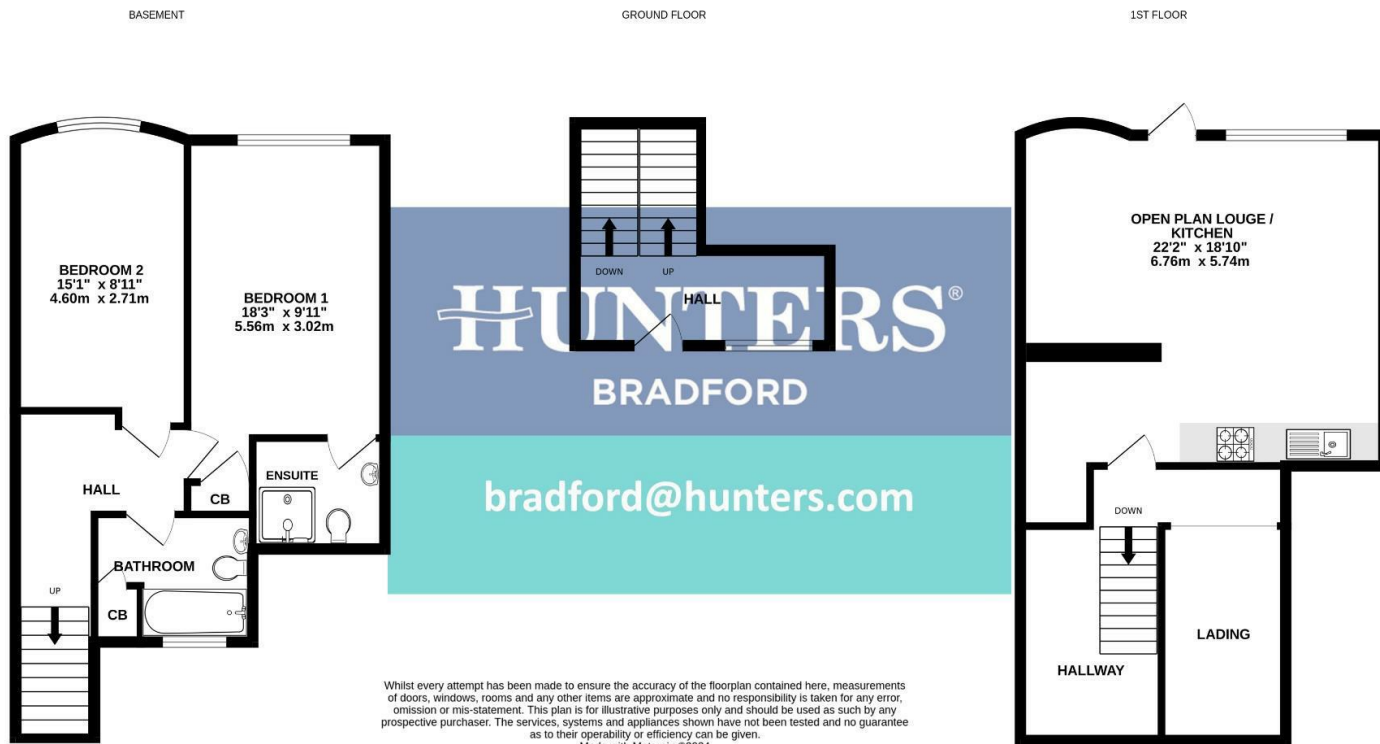 BASEMENT
GROUND FLOOR
1ST FLOOR
BEDROOM 2
15'1" x 8'11"
4.60m x 2.71m
BEDROOM 1
18'3" x 9'11"
5.56m x 3.02m
HALL
CB
ENSUITE
BATHROOM
CB
UP
DOWN
UP
HALL
HUNTERS®
BRADFORD
bradford@hunters.com
OPEN PLAN LOUGE /
KITCHEN
22'2" x 18'10"
6.76m x 5.74m
DOWN
LADING
HALLWAY
Whilst every attempt has been made to ensure the accuracy of the floorplan contained here, measurements
of doors, windows, rooms and any other items are approximate and no responsibility is taken for any error,
omission or mis-statement. This plan is for illustrative purposes only and should be used as such by any
prospective purchaser. The services, systems and appliances shown have not been tested and no guarantee
as to their operability or efficiency can be given.